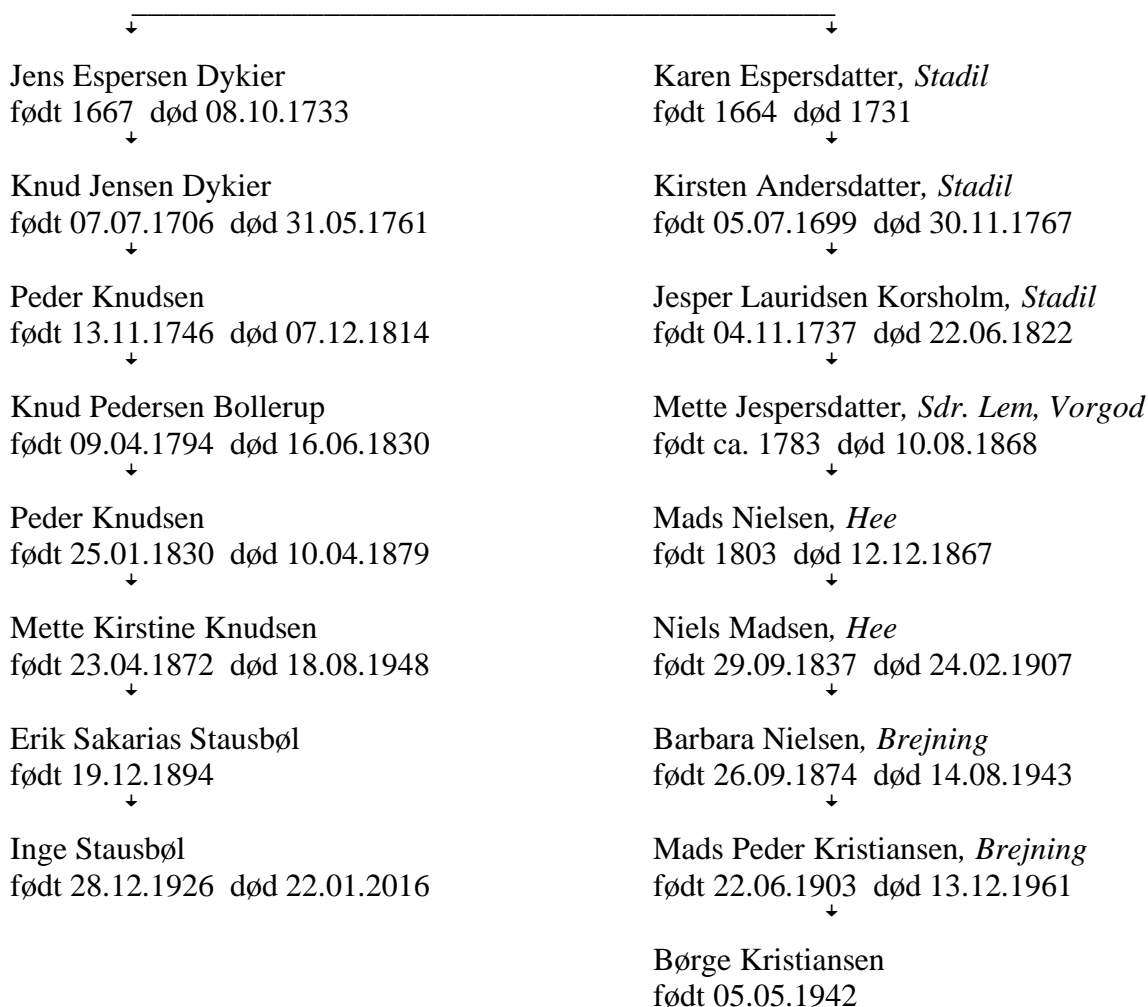 Jens Espersen Dykier
født 1667 død 08.10.1733
Knud Jensen Dykier
født 07.07.1706 død 31.05.1761
Peder Knudsen
født 13.11.1746 død 07.12.1814
Knud Pedersen Bollerup
født 09.04.1794 død 16.06.1830
Peder Knudsen
født 25.01.1830 død 10.04.1879
Mette Kirstine Knudsen
født 23.04.1872 død 18.08.1948
Erik Sakarias Stausbøl
født 19.12.1894
Inge Stausbøl
født 28.12.1926 død 22.01.2016
Karen Espersdatter, Stadil
født 1664 død 1731
Kirsten Andersdatter, Stadil
født 05.07.1699 død 30.11.1767
Jesper Lauridsen Korsholm, Stadil
født 04.11.1737 død 22.06.1822
Mette Jespersdatter, Sdr. Lem, Vorgod
født ca. 1783 død 10.08.1868
Mads Nielsen, Hee
født 1803 død 12.12.1867
Niels Madsen, Hee
født 29.09.1837 død 24.02.1907
Barbara Nielsen, Brejning
født 26.09.1874 død 14.08.1943
Mads Peder Kristiansen, Brejning
født 22.06.1903 død 13.12.1961
Børge Kristiansen
født 05.05.1942